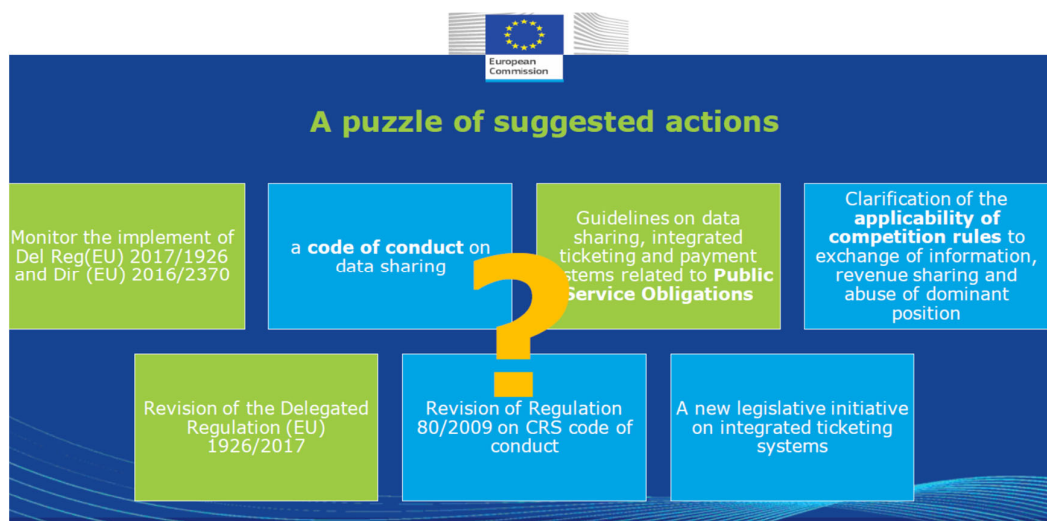 European
Commission
A puzzle of suggested actions
Monitor the implement of
Del Reg(EU) 2017/1926
and Dir (EU) 2016/2370
a code of conduct on
data sharing
Guidelines on data
sharing, integrated
ticketing and payment
stems related to Public
Service Obligations
Clarification of the
applicability of
competition rules to
exchange of information,
revenue sharing and
abuse of dominant
position
?
Revision of the Delegated
Regulation (EU)
1926/2017
Revision of Regulation
80/2009 on CRS code of
conduct
A new legislative initiative
on integrated ticketing
systems